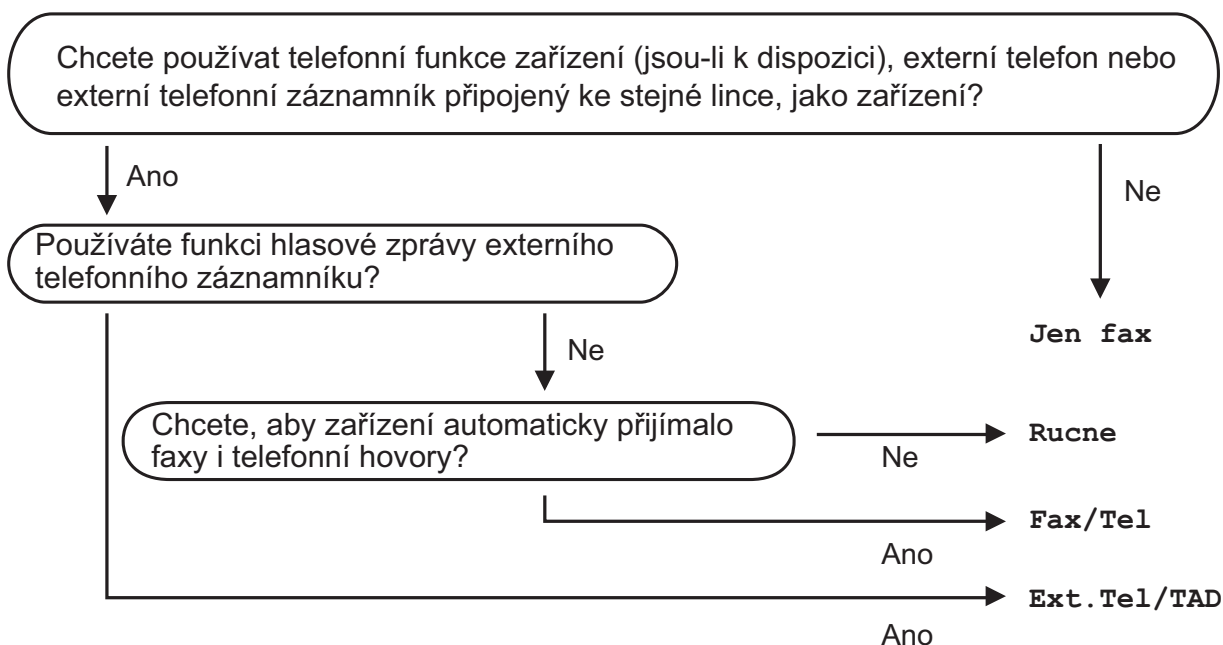 Chcete používat telefonní funkce zařízení (jsou-li k dispozici), externí telefon nebo
externí telefonní záznamník připojený ke stejné lince, jako zařízení?
Ano
Ne
Používáte funkci hlasové zprávy externího
telefonního záznamníku?
Jen fax
Ne
Chcete, aby zařízení automaticky přijímalo
faxy i telefonní hovory?
Rucne
Ne
Fax/Tel
Ano
Ext.Tel/TAD
Ano